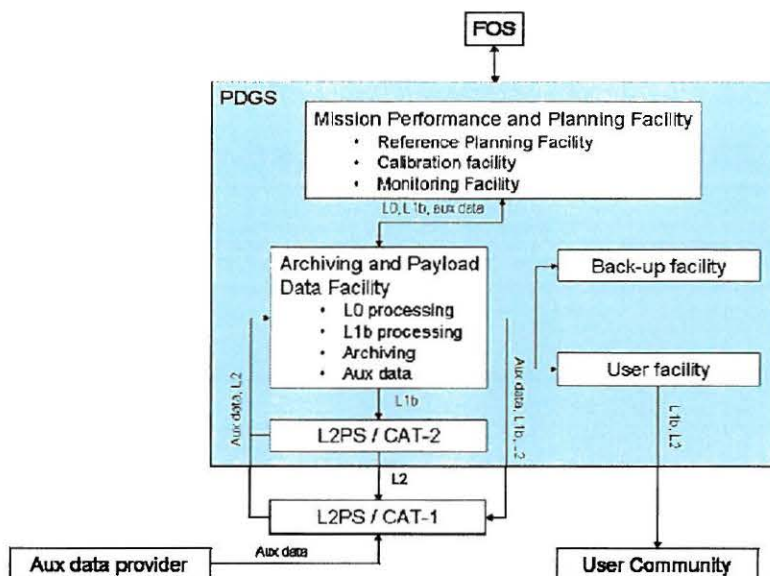 FOS
PDGS
Mission Performance and Planning Facility
• Reference Planning Facility
• Calibration facility
• Monitoring Facility
L0, L1b, aux data
Archiving and Payload
Data Facility
• L0 processing
• L1b processing
• Archiving
• Aux data
Back-up facility
User facility
Aux data, L2
L1b
Aux data, L1b, L2
L1b, L2
L2PS / CAT-2
L2
L2PS / CAT-1
Aux data provider
Aux data
User Community